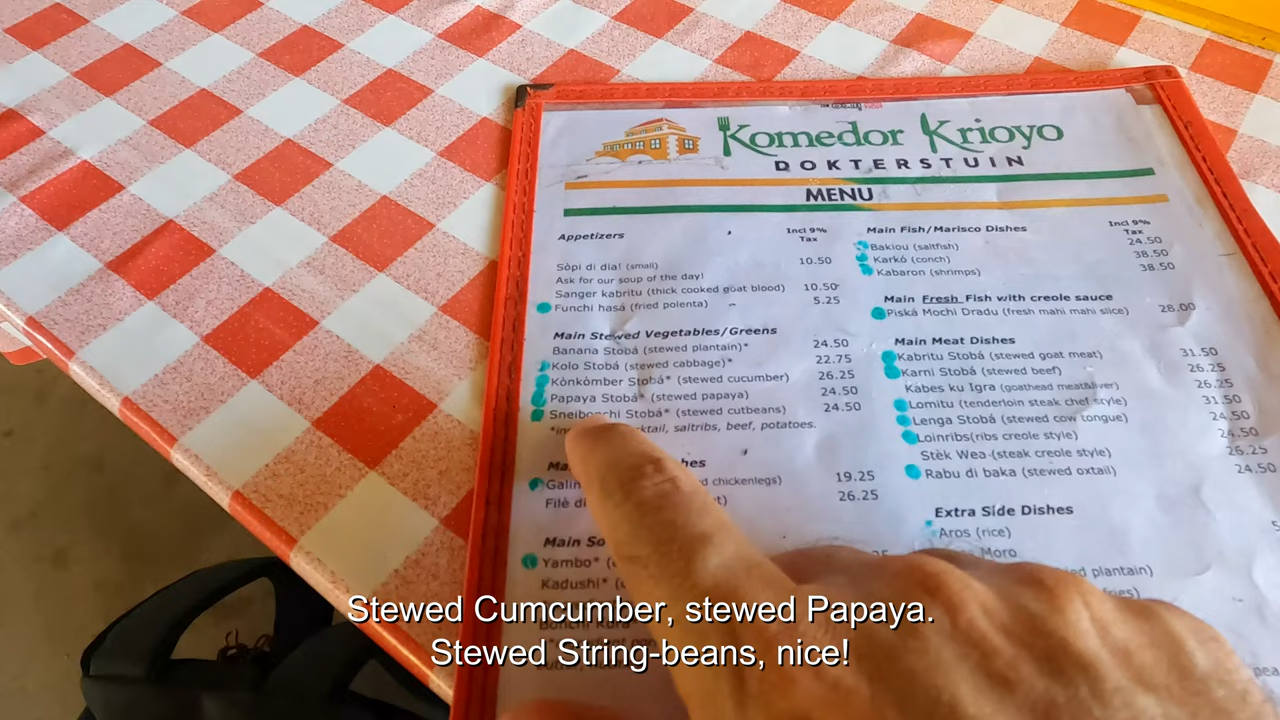 Komedor Krioyo
DOKTERSTUIN
MENU
Appetizers
Incl 9%
Tax
Sòpi di dia! (small) 10.50
Ask for our soup of the day!
Sanger kabritu (thick cooked goat blood) 10.50
Funchi hasá (fried polenta) 5.25
Main Stewed Vegetables/Greens
Banana Stobá (stewed plantain)* 24.50
Kolo Stobá (stewed cabbage)* 22.75
Kònkòmber Stobá* (stewed cucumber) 26.25
Papaya Stobá* (stewed papaya) 24.50
Sneibonchi Stobá* (stewed cutbeans) 24.50
saltribs, beef, potatoes.
chickenlegs) 19.25
Filè di 26.25
Main
Yambo*
Kadushi*
Main Fish/Marisco Dishes
Incl 9%
Tax
Bakiou (saltfish) 24.50
Karkó (conch) 38.50
Kabaron (shrimps) 38.50
Main Fresh Fish with creole sauce
Piská Mochi Dradu (fresh mahi mahi slice) 28.00
Main Meat Dishes
Kabritu Stobá (stewed goat meat) 31.50
Karni Stobá (stewed beef) 26.25
Kabes ku Igra (goathead meat&liver) 26.25
Lomitu (tenderloin steak chef style) 31.50
Lenga Stobá (stewed cow tongue) 24.50
Loinribs(ribs creole style) 24.50
Stèk Wea-(steak creole style) 26.25
Rabu di baka (stewed oxtail) 24.50
Extra Side Dishes
Aros (rice)
Moro
plantain)
Stewed Cumcumber, stewed Papaya.
Stewed String-beans, nice!